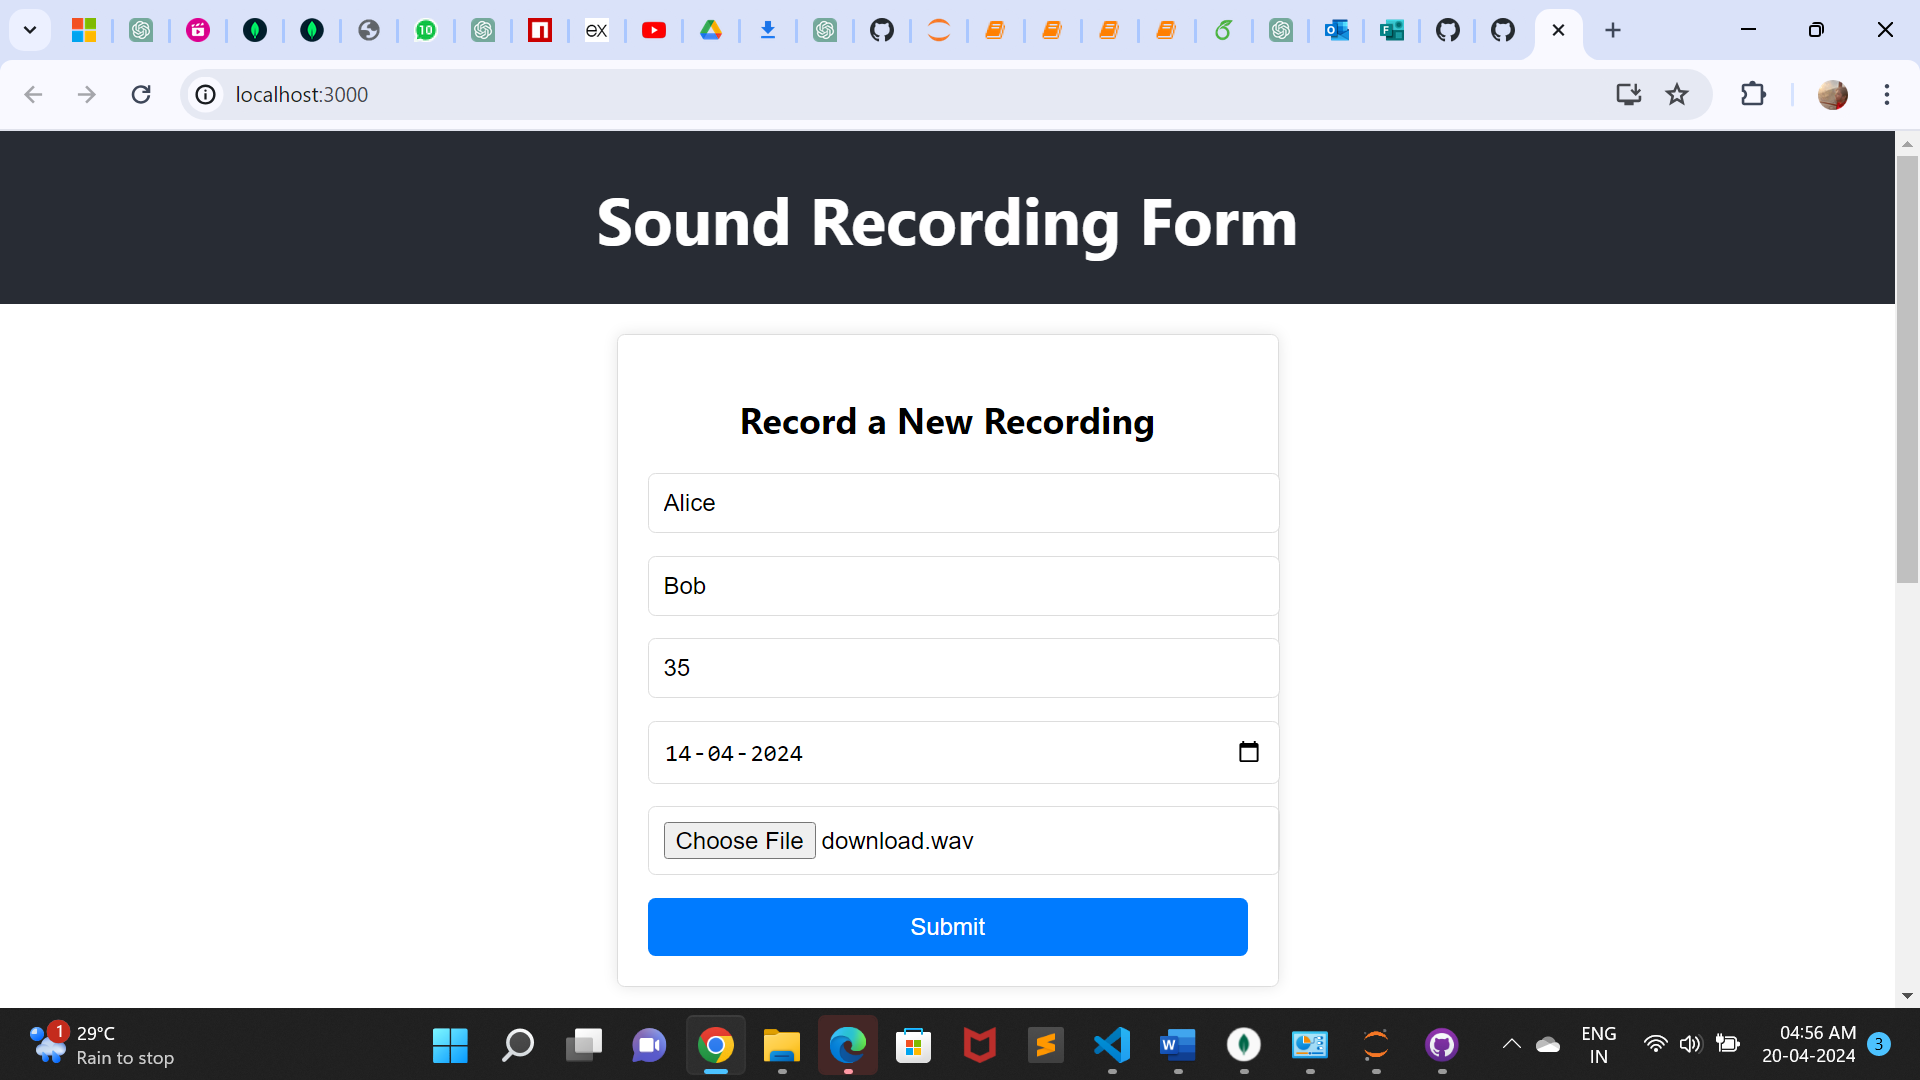 10
ex
localhost:3000
Sound Recording Form
Record a New Recording
Alice
Bob
35
14-04-2024
Choose File download.wav
Submit
1
29°C
Rain to stop
ENG
IN
04:56 AM
20-04-2024
3